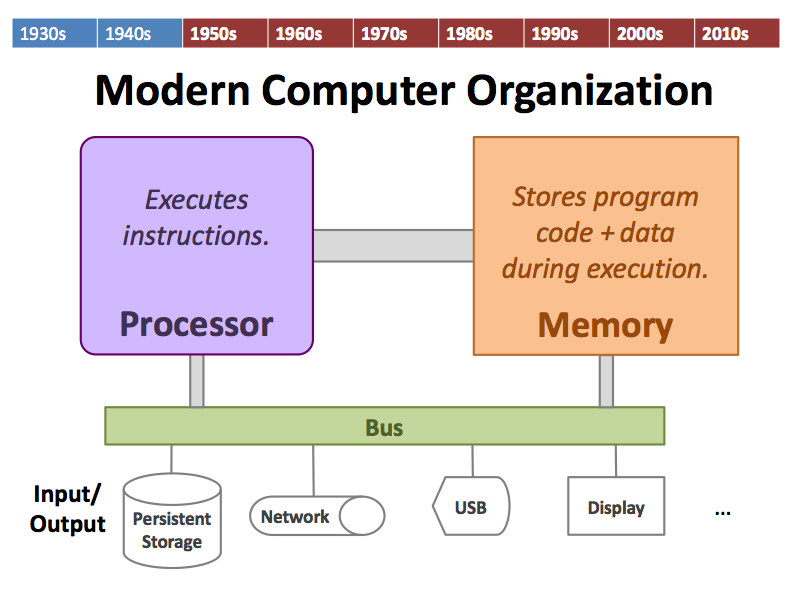 1930s 1940s 1950s 1960s 1970s 1980s 1990s 2000s 2010s
Modern Computer Organization
Executes
instructions.
Processor
Stores program
code + data
during execution.
Memory
Bus
Input/
Output
Persistent
Storage
Network
USB
Display
...